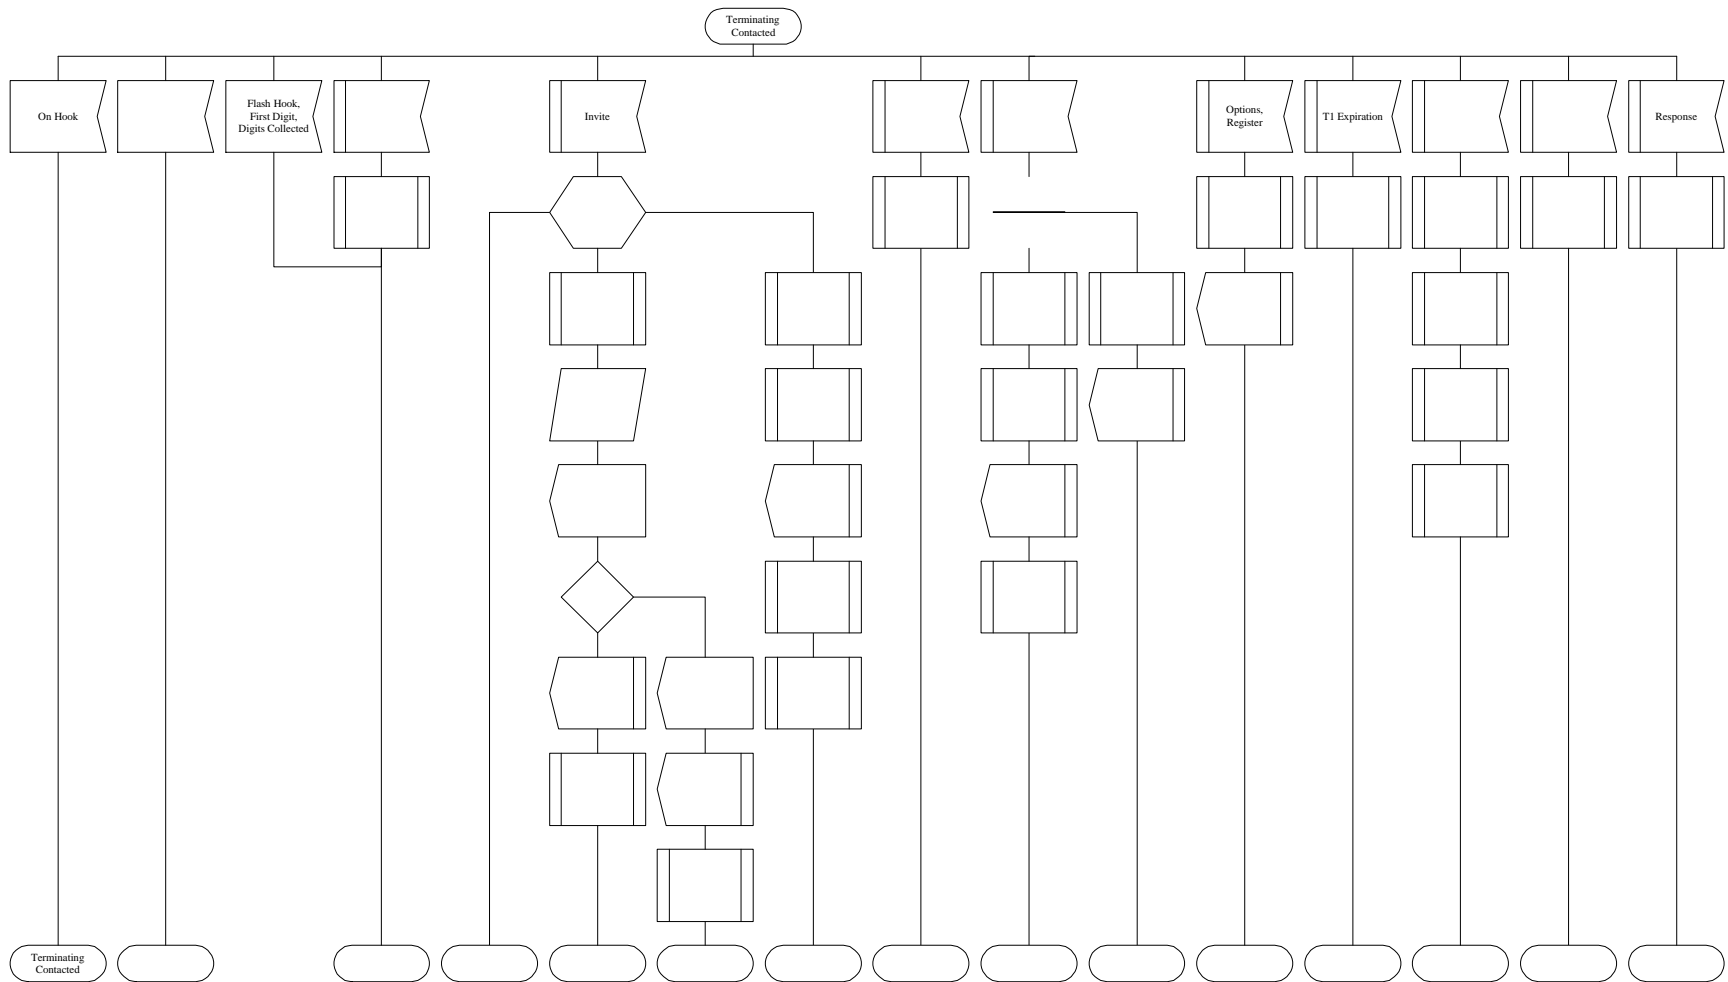 Terminating
Contacted
On Hook
Flash Hook,
First Digit,
Digits Collected
Invite
Options,
Register
T1 Expiration
Response
Terminating
Contacted